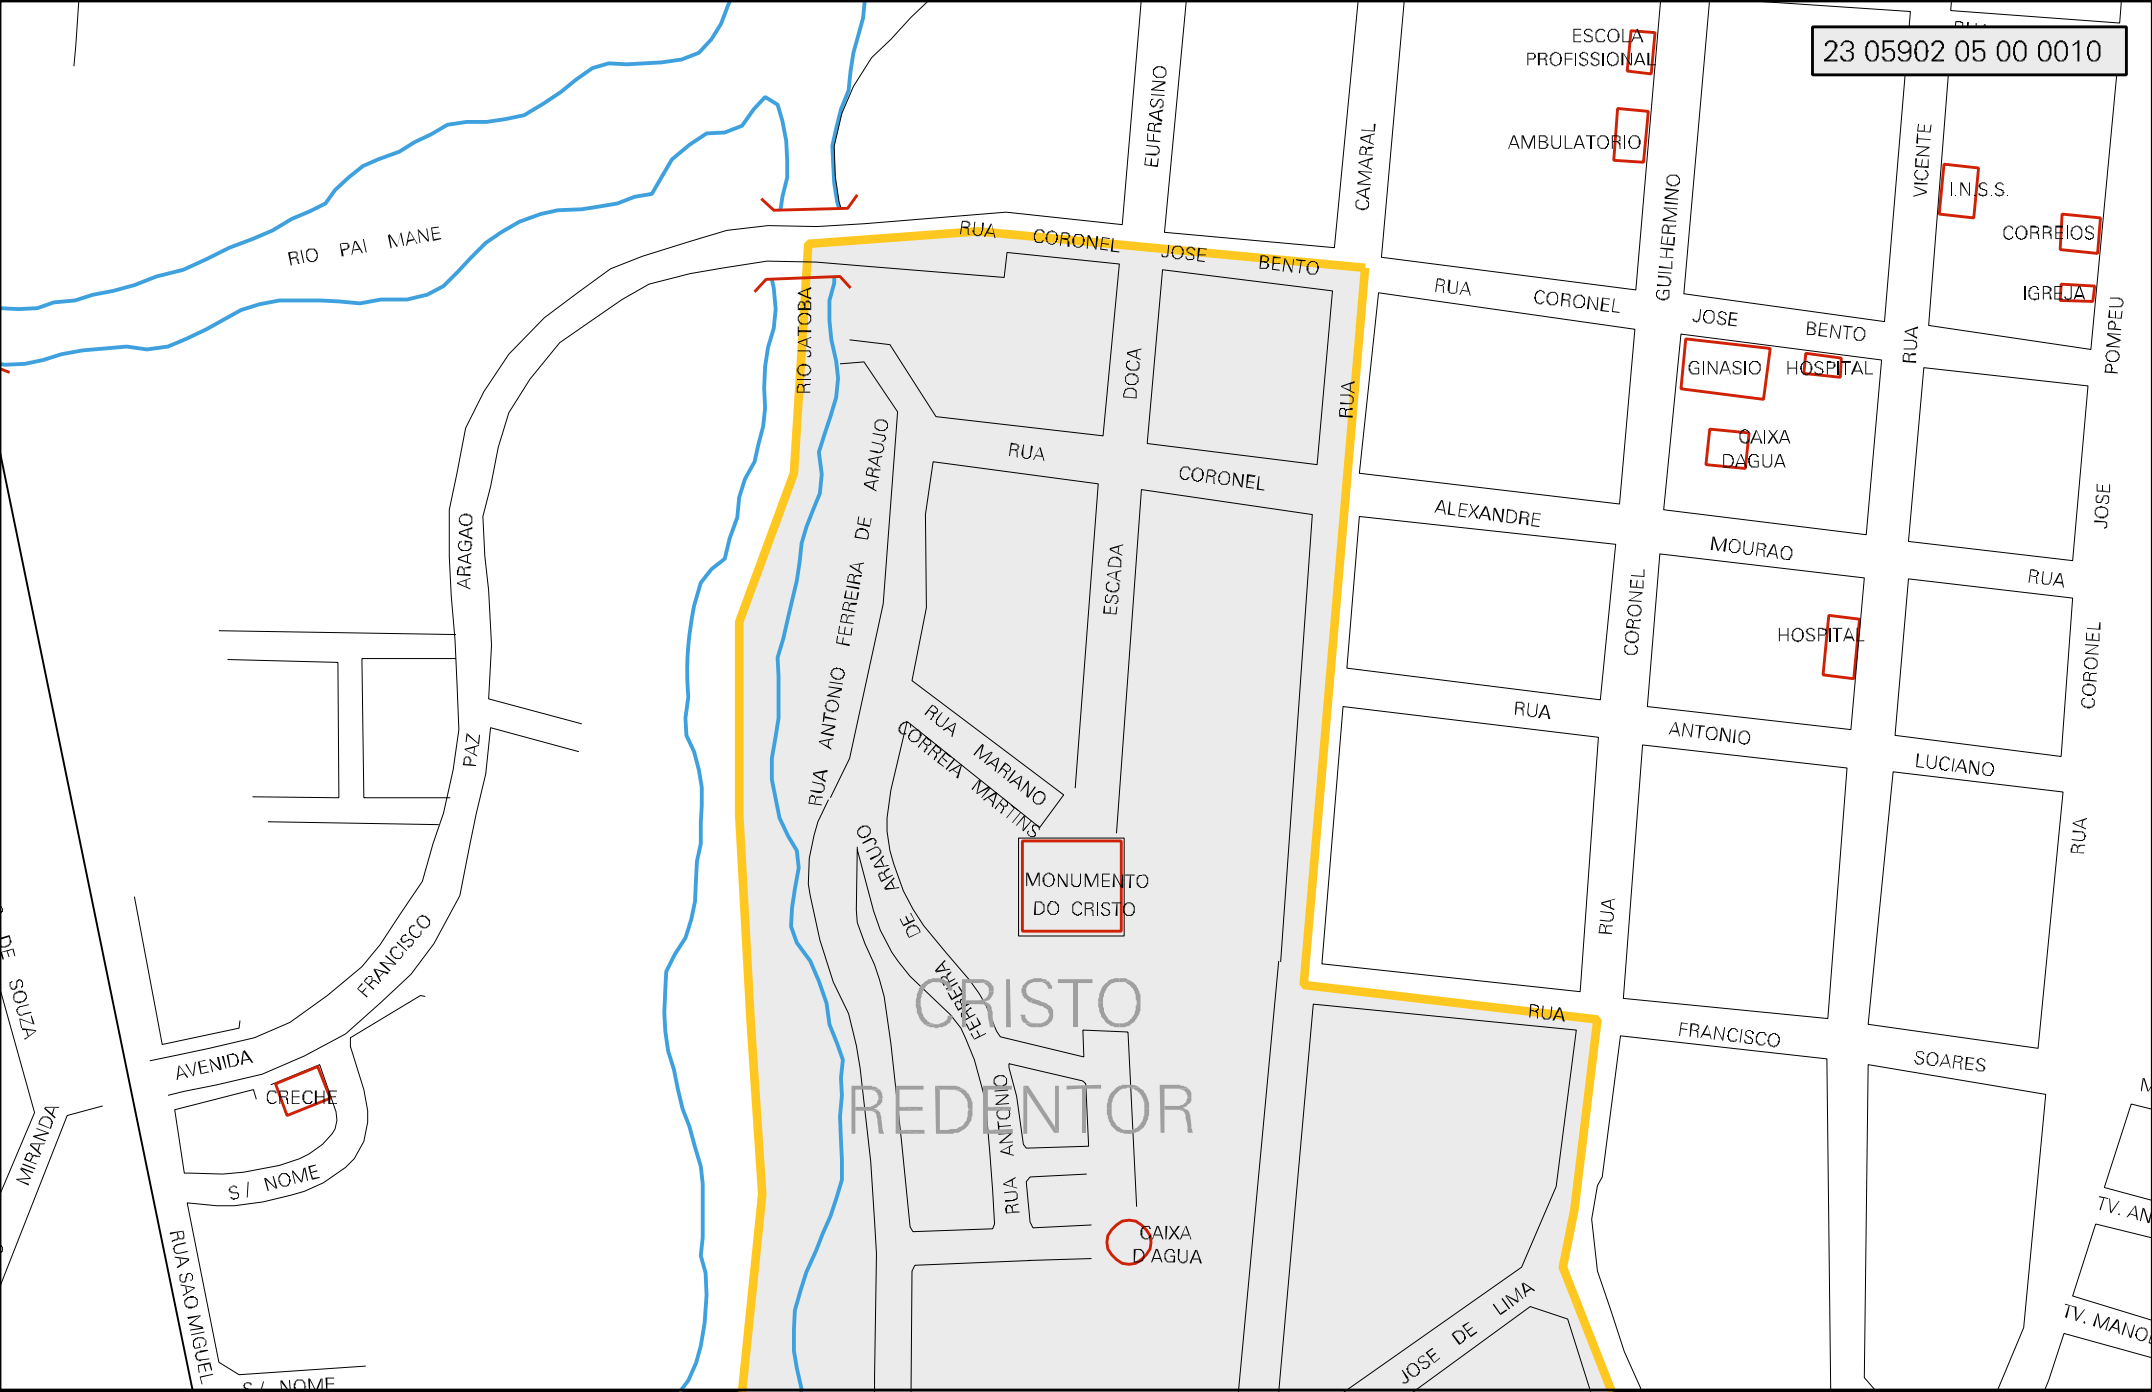 23 05902 05 00 0010
ESCOLA
PROFISSIONAL
AMBULATORIO
EUFRASINO
CAMARAL
GUILHERMINO
VICENTE
I.N.S.S.
CORREIOS
IGREJA
POMPEU
RIO PAI MANE
RUA CORONEL JOSE BENTO
RUA CORONEL JOSE BENTO
RIO JATOBA
DOCA
RUA
RUA
GINASIO
HOSPITAL
CAIXA
DAGUA
RUA CORONEL
ALEXANDRE
MOURAO
RUA
JOSE
ARAGAO
RUA ANTONIO FERREIRA DE ARAUJO
ESCADA
CORONEL
HOSPITAL
CORONEL
RUA
ANTONIO
LUCIANO
RUA MARIANO
CORREIA MARTINS
PAZ
RUA
RUA
MONUMENTO
DO CRISTO
RUA ANTONIO FERREIRA DE ARAUJO
CRISTO
REDENTOR
FRANCISCO
DE SOUZA
AVENIDA
CRECHE
MIRANDA
S/ NOME
RUA SAO MIGUEL
S/ NOME
RUA
FRANCISCO
SOARES
CAIXA
D'AGUA
JOSE DE LIMA
TV. AN
TV. MANO